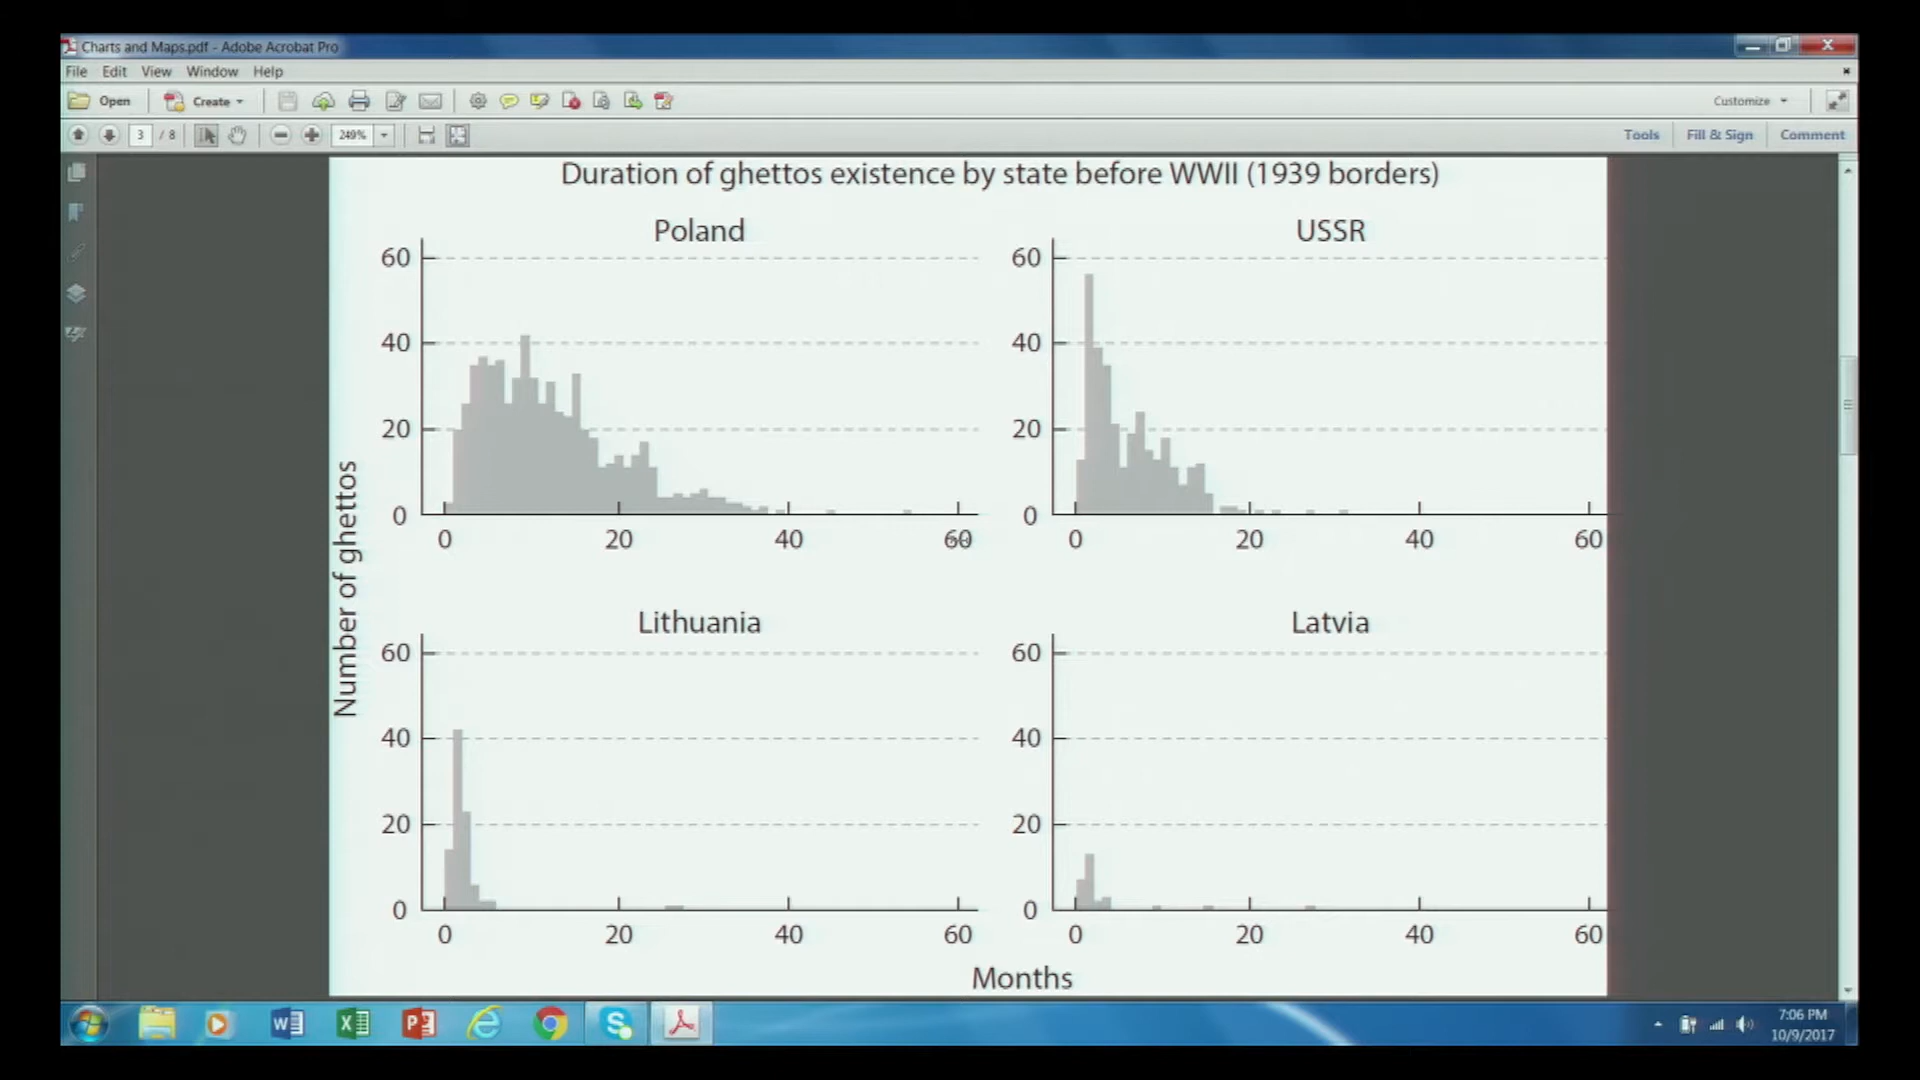 Charts and Maps.pdf - Adobe Acrobat Pro
File Edit View Window Help
Open Create Customize
3 / 8 249% Tools Fill & Sign Comment
Duration of ghettos existence by state before WWII (1939 borders)
Poland
60
40
20
0
0 20 40 60
USSR
60
40
20
0
0 20 40 60
Number of ghettos
Lithuania
60
40
20
0
0 20 40 60
Latvia
60
40
20
0
0 20 40 60
Months
7:06 PM
10/9/2017